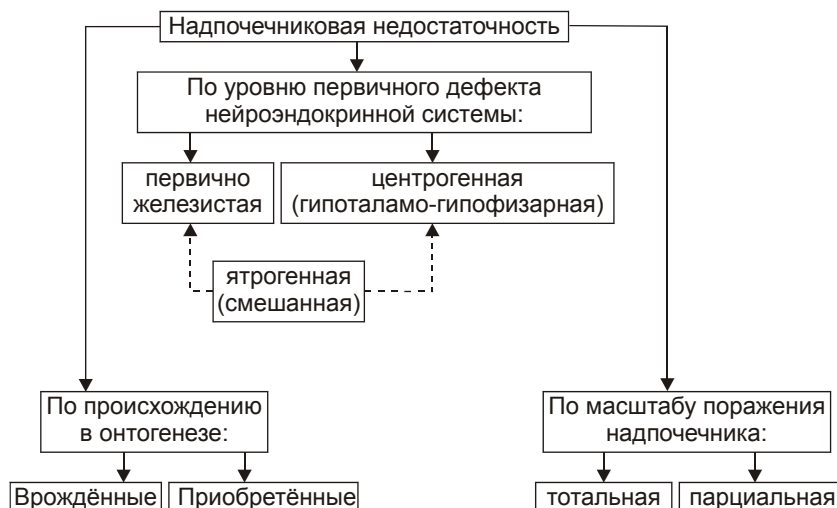 Надпочечниковая недостаточность
По уровню первичного дефекта
нейроэндокринной системы:
первично
железистая
центрогенная
(гипоталамо-гипофизарная)
ятрогенная
(смешанная)
По происхождению
в онтогенезе:
Врождённые
Приобретённые
По масштабу поражения
надпочечника:
тотальная
парциальная